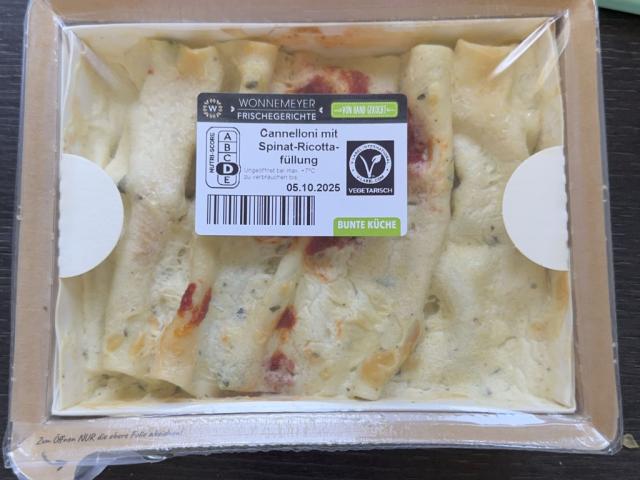 WONNEMEYER
FRISCHEGERICHTE
VON HAND GEKOCHT
W
NUTRI-SCORE
A
B
C
D
E
Cannelloni mit
Spinat-Ricotta-
füllung
Ungeöffnet bei max. +7°C
zu verbrauchen bis:
05.10.2025
V
VEGETARISCH
BUNTE KÜCHE
Zum Öffnen NUR die obere Folie abziehen!